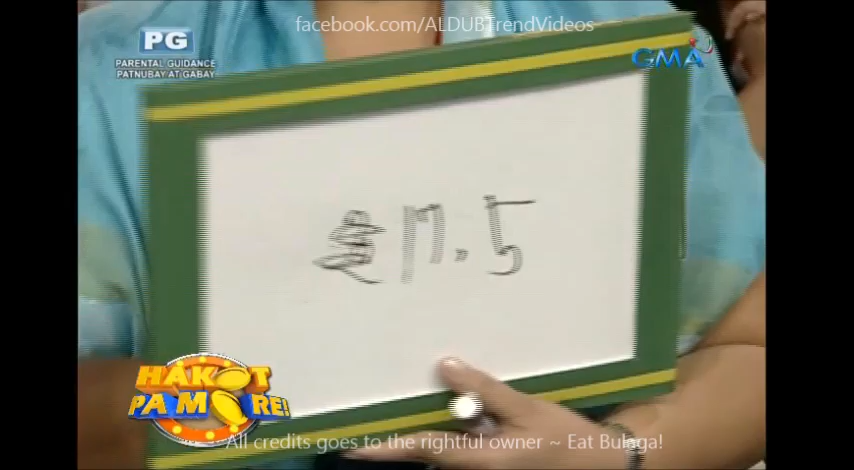 facebook.com/ALDUBTrendVideos
PG
PARENTAL GUIDANCE
PATNUBAY AT GABAY
GMA
17.5
HAKOT
PA MORE!
All credits goes to the rightful owner ~ Eat Bulaga!